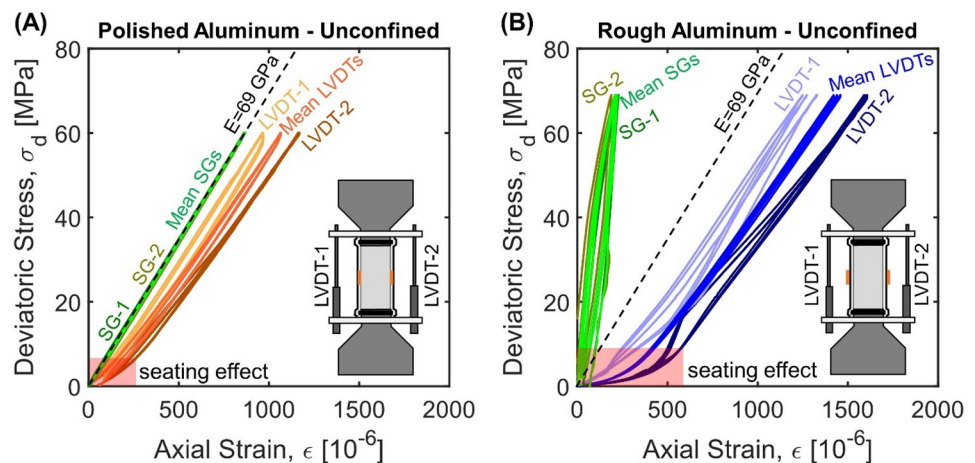 (A) Polished Aluminum - Unconfined
Deviatoric Stress, σd [MPa]
80
60
40
20
0
E=69 GPa
LVDT-1
Mean LVDTs
LVDT-2
Mean SGs
SG-2
SG-1
LVDT-1
LVDT-2
seating effect
0 500 1000 1500 2000
Axial Strain, ϵ [10-6]
(B) Rough Aluminum - Unconfined
Deviatoric Stress, σd [MPa]
80
60
40
20
0
SG-2
Mean SGs
SG-1
E=69 GPa
LVDT-1
Mean LVDTs
LVDT-2
LVDT-1
LVDT-2
seating effect
0 500 1000 1500 2000
Axial Strain, ϵ [10-6]